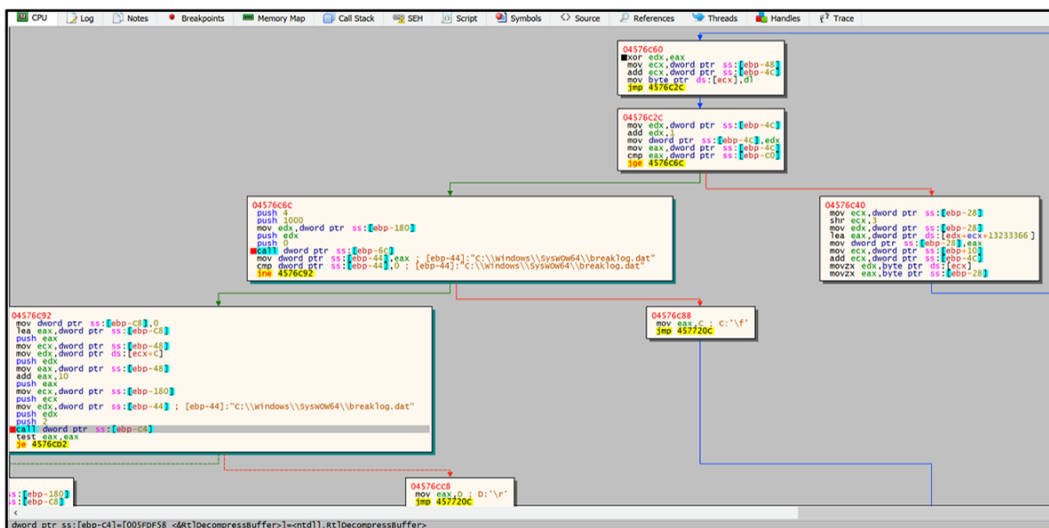 CPU Log Notes Breakpoints Memory Map Call Stack SEH Script Symbols Source References Threads Handles Trace
04576C60
xor edx,eax
mov ecx,dword ptr ss:[ebp-48]
add ecx,dword ptr ss:[ebp-4C]
mov byte ptr ds:[ecx],dl
jmp 4576C2C
04576C2C
mov edx,dword ptr ss:[ebp-4C]
add edx,1
mov dword ptr ss:[ebp-4C],edx
mov eax,dword ptr ss:[ebp-4C]
cmp eax,dword ptr ss:[ebp-C0]
jge 4576C6C
04576C6C
push 4
push 1000
mov edx,dword ptr ss:[ebp-180]
push edx
push 0
call dword ptr ss:[ebp-6C]
mov dword ptr ss:[ebp-44],eax ; [ebp-44]:"C:\\Windows\\SysWOW64\\breaklog.dat"
cmp dword ptr ss:[ebp-44],0 ; [ebp-44]:"C:\\Windows\\SysWOW64\\breaklog.dat"
jne 4576C92
04576C40
mov ecx,dword ptr ss:[ebp-28]
shr ecx,3
mov edx,dword ptr ss:[ebp-28]
lea eax,dword ptr ds:[edx+ecx+13233366]
mov dword ptr ss:[ebp-28],eax
mov ecx,dword ptr ss:[ebp+10]
add ecx,dword ptr ss:[ebp-4C]
movzx edx,byte ptr ds:[ecx]
movzx eax,byte ptr ss:[ebp-28]
04576C92
mov dword ptr ss:[ebp-C8],0
lea eax,dword ptr ss:[ebp-C8]
push eax
mov ecx,dword ptr ss:[ebp-48]
mov edx,dword ptr ds:[ecx+C]
push edx
mov eax,dword ptr ss:[ebp-48]
add eax,10
push eax
mov ecx,dword ptr ss:[ebp-180]
push ecx
mov edx,dword ptr ss:[ebp-44] ; [ebp-44]:"C:\\Windows\\SysWOW64\\breaklog.dat"
push edx
push 2
call dword ptr ss:[ebp-C4]
test eax,eax
je 4576CD2
04576C88
mov eax,C ; C:'\f'
jmp 457720C
ss:[ebp-180]
ss:[ebp-C8]
04576CC8
mov eax,D ; D:'\r'
jmp 457720C
dword ptr ss:[ebp-C4]=[005FDF58 <&RtlDecompressBuffer>]=<ntdll.RtlDecompressBuffer>